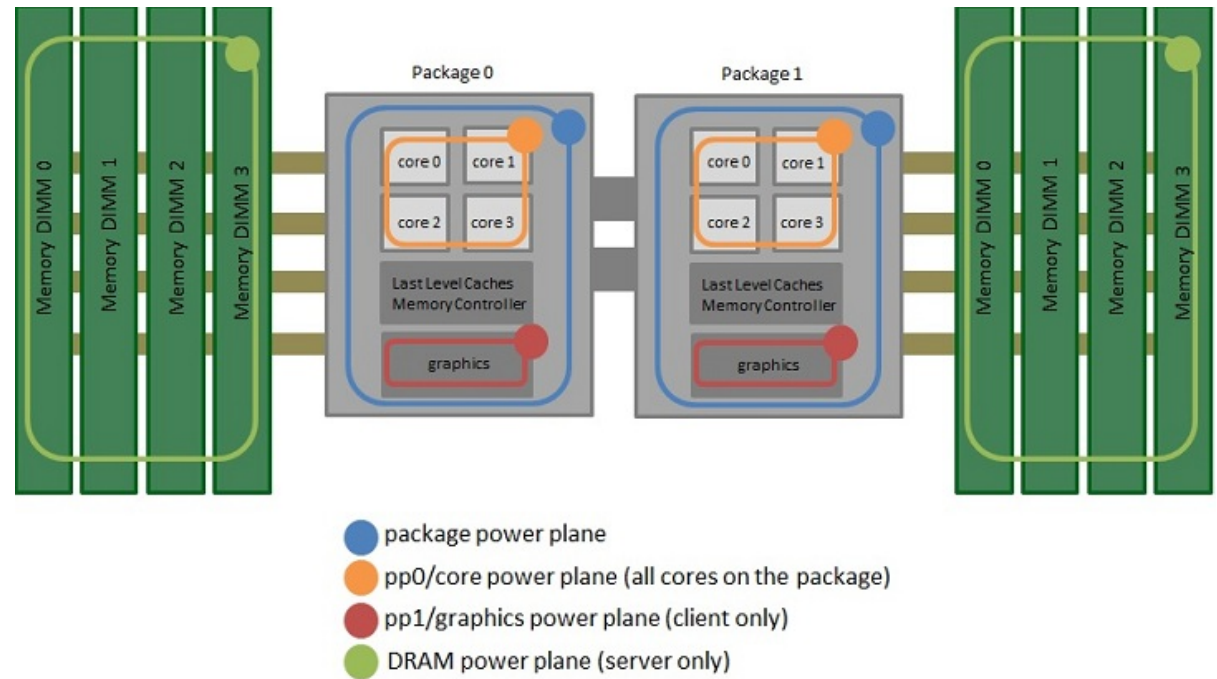 Package 0
Package 1
Memory DIMM 0
Memory DIMM 1
Memory DIMM 2
Memory DIMM 3
core 0
core 1
core 2
core 3
Last Level Caches
Memory Controller
graphics
core 0
core 1
core 2
core 3
Last Level Caches
Memory Controller
graphics
Memory DIMM 0
Memory DIMM 1
Memory DIMM 2
Memory DIMM 3
package power plane
pp0/core power plane (all cores on the package)
pp1/graphics power plane (client only)
DRAM power plane (server only)